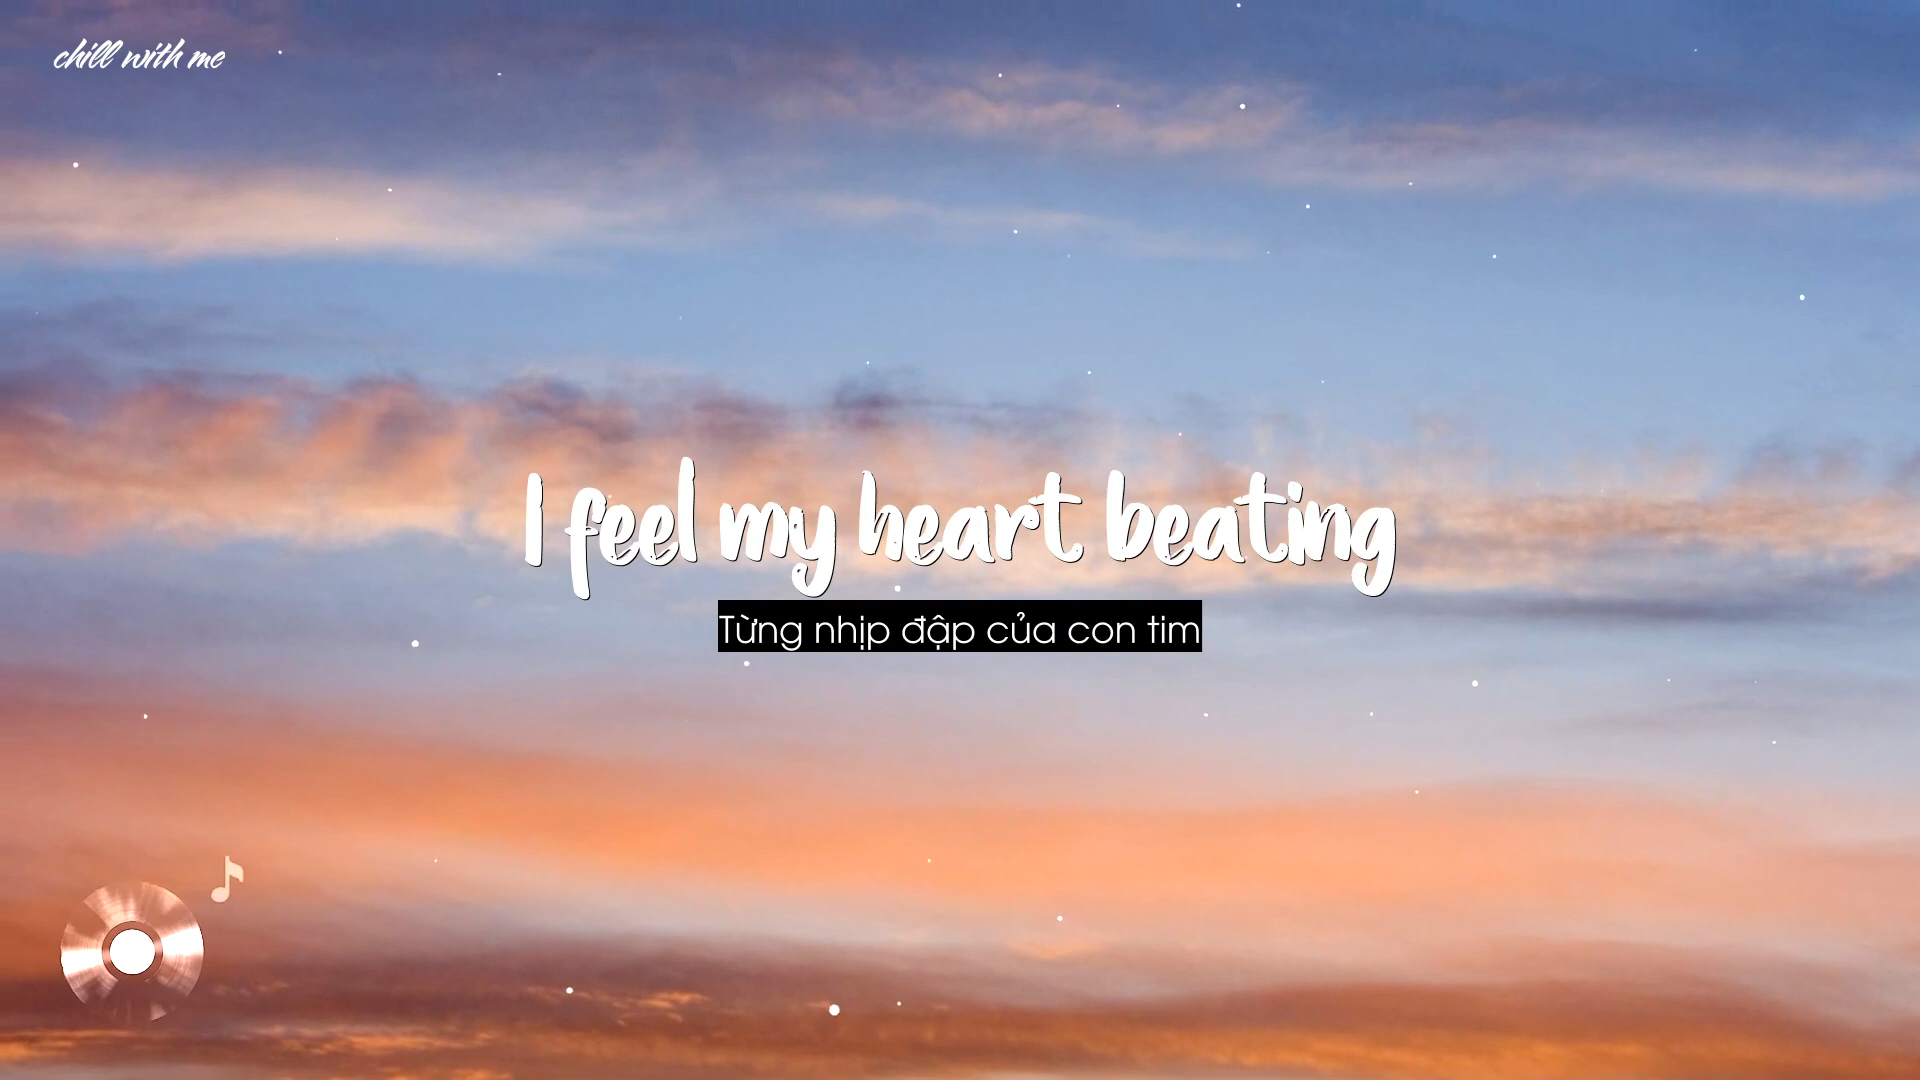 chill with me
I feel my heart beating
Từng nhịp đập của con tim